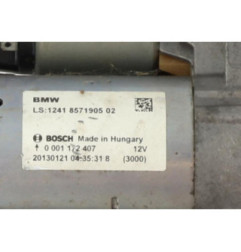 BMW
LS:1241 8571905 02
BOSCH Made in Hungary
0 001 172 407 12V
20130121 04:35:31 8 (3000)